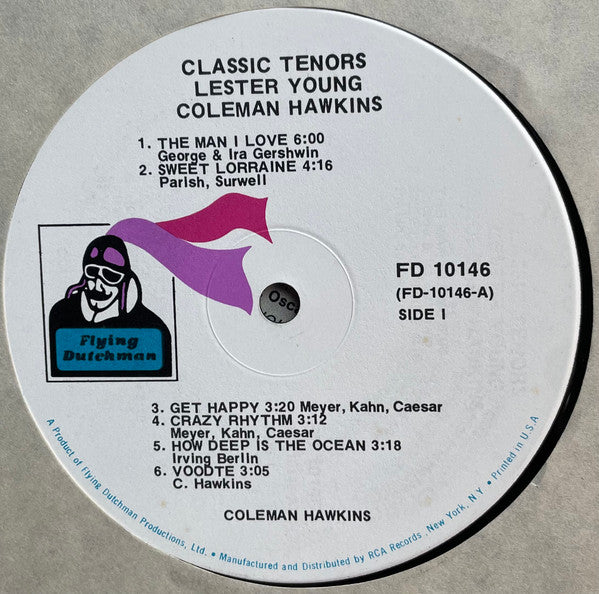 CLASSIC TENORS
LESTER YOUNG
COLEMAN HAWKINS
1. THE MAN I LOVE 6:00
George & Ira Gershwin
2. SWEET LORRAINE 4:16
Parish, Surwell
Flying
Dutchman
Osc
FD 10146
(FD-10146-A)
SIDE I
3. GET HAPPY 3:20 Meyer, Kahn, Caesar
4. CRAZY RHYTHM 3:12
Meyer, Kahn, Caesar
5. HOW DEEP IS THE OCEAN 3:18
Irving Berlin
6. VOODTE 3:05
C. Hawkins
COLEMAN HAWKINS
A Product of Flying Dutchman Productions, Ltd. • Manufactured and Distributed by RCA Records, New York, N.Y. • Printed in U.S.A